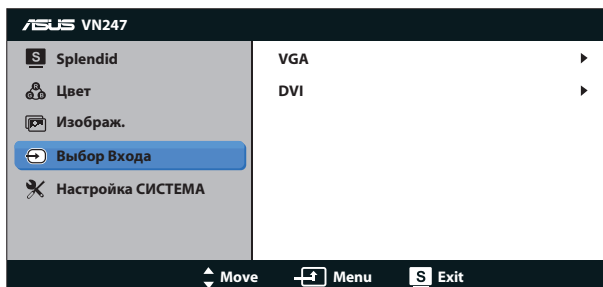 ASUS VN247
S Splendid
Цвет
Изображ.
Выбор Входа
Настройка СИСТЕМА
VGA
DVI
Move Menu S Exit